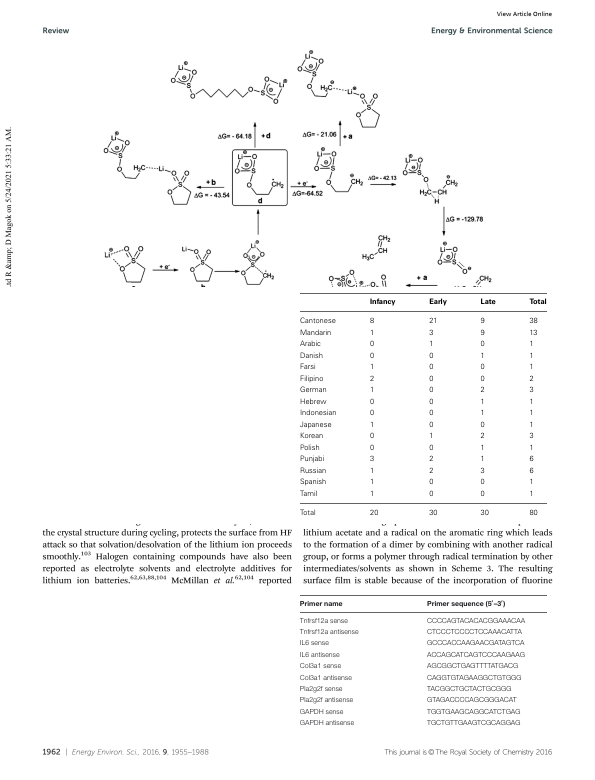 View Article Online
Review
Energy & Environmental Science
.td R &amp; D Magok on 5/24/2021 5:33:21 AM.
ΔG= - 64.18 +d
ΔG= - 21.06 +a
+ b
ΔG = - 43.54
d
+ e-
ΔG=-64.52
ΔG= - 42.13
ΔG = -129.78
+ e-
+ a
Infancy Early Late Total
Cantonese 8 21 9 38
Mandarin 1 3 9 13
Arabic 0 1 0 1
Danish 0 0 1 1
Farsi 1 0 0 1
Filipino 2 0 0 2
German 1 0 2 3
Hebrew 0 0 1 1
Indonesian 0 0 1 1
Japanese 1 0 0 1
Korean 0 1 2 3
Polish 0 0 1 1
Punjabi 3 2 1 6
Russian 1 2 3 6
Spanish 1 0 0 1
Tamil 1 0 0 1
Total 20 30 30 80
the crystal structure during cycling, protects the surface from HF
attack so that solvation/desolvation of the lithium ion proceeds
smoothly.103 Halogen containing compounds have also been
reported as electrolyte solvents and electrolyte additives for
lithium ion batteries.62,63,88,104 McMillan et al.62,104 reported
lithium acetate and a radical on the aromatic ring which leads
to the formation of a dimer by combining with another radical
group, or forms a polymer through radical termination by other
intermediates/solvents as shown in Scheme 3. The resulting
surface film is stable because of the incorporation of fluorine
Primer name Primer sequence (5′–3′)
Tnfrsf12a sense CCCCAGTACACACGGAAACAA
Tnfrsf12a antisense CTCCCTCCCCTCCAAACATTA
IL6 sense GCCCACCAAGAACGATAGTCA
IL6 antisense ACCAGCATCAGTCCCAAGAAG
Col3a1 sense AGCGGCTGAGTTTTATGACG
Col3a1 antisense CAGGTGTAGAAGGCTGTGGG
Pla2g2f sense TACGGCTGCTACTGCGGG
Pla2g2f antisense GTAGACCCCAGCGGGACAT
GAPDH sense TGGTGAAGCAGGCATCTGAG
GAPDH antisense TGCTGTTGAAGTCGCAGGAG
1962 | Energy Environ. Sci., 2016, 9, 1955–1988
This journal is © The Royal Society of Chemistry 2016